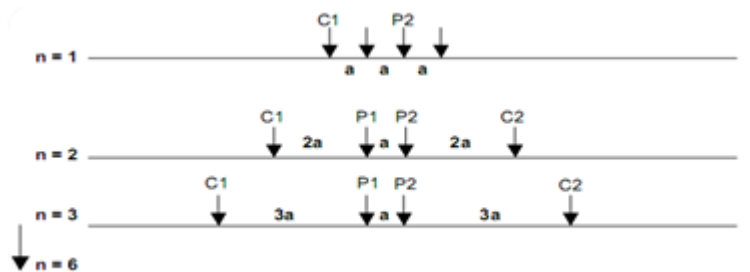 C1 P2
n = 1
a a a
C1 P1 P2 C2
2a a 2a
n = 2
C1 P1 P2 C2
n = 3 3a a 3a
n = 6